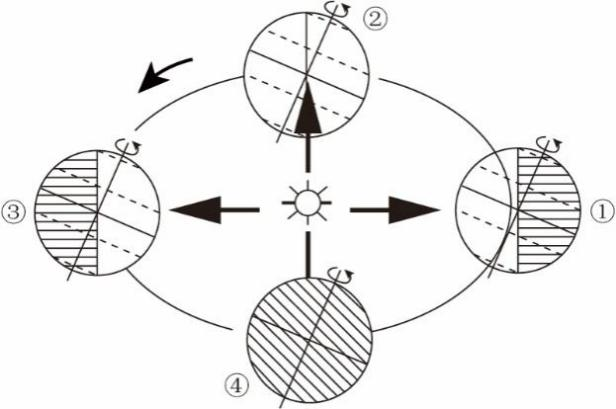 ②
③
①
④